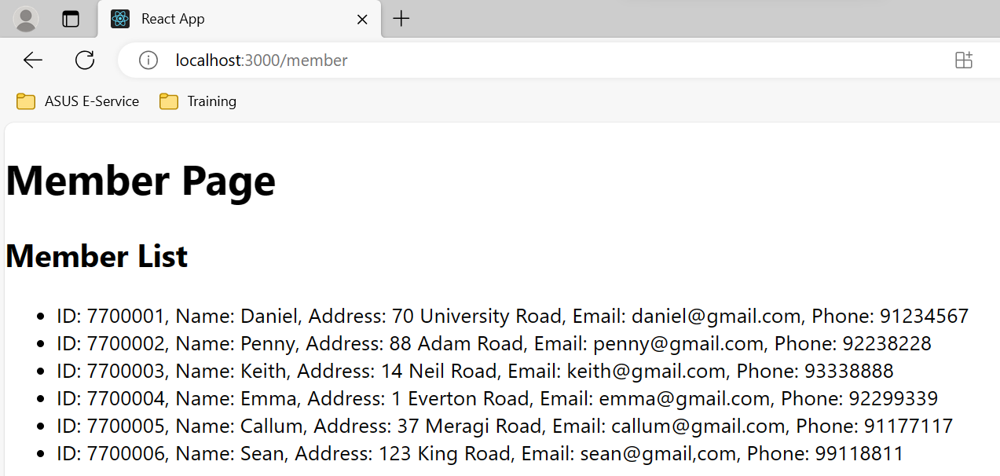 React App
localhost:3000/member
ASUS E-Service Training
Member Page
Member List
ID: 7700001, Name: Daniel, Address: 70 University Road, Email: daniel@gmail.com, Phone: 91234567
ID: 7700002, Name: Penny, Address: 88 Adam Road, Email: penny@gmail.com, Phone: 92238228
ID: 7700003, Name: Keith, Address: 14 Neil Road, Email: keith@gmail.com, Phone: 93338888
ID: 7700004, Name: Emma, Address: 1 Everton Road, Email: emma@gmail.com, Phone: 92299339
ID: 7700005, Name: Callum, Address: 37 Meragi Road, Email: callum@gmail.com, Phone: 91177117
ID: 7700006, Name: Sean, Address: 123 King Road, Email: sean@gmail,com, Phone: 99118811